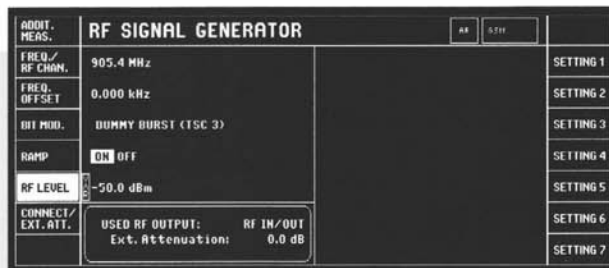 ADDIT. MEAS.
RF SIGNAL GENERATOR
FREQ./ RF CHAN.
905.4 MHz
SETTING 1
FREQ. OFFSET
0.000 kHz
SETTING 2
BIT MOD.
DUMMY BURST (TSC 3)
SETTING 3
RAMP
ON OFF
SETTING 4
RF LEVEL
-50.0 dBm
SETTING 5
CONNECT/ EXT. ATT.
USED RF OUTPUT: RF IN/OUT
SETTING 6
Ext. Attenuation: 0.0 dB
SETTING 7